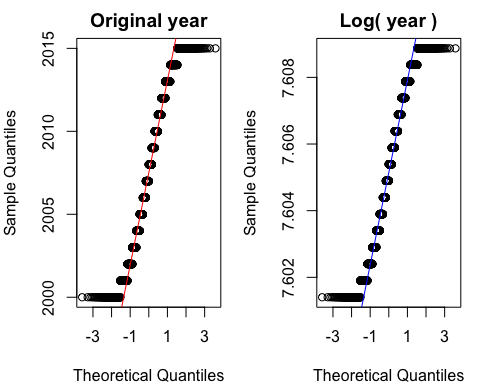 Original year
Sample Quantiles
2015
2010
2005
2000
-3 -1 1 3
Theoretical Quantiles
Log( year )
Sample Quantiles
7.608
7.606
7.604
7.602
-3 -1 1 3
Theoretical Quantiles